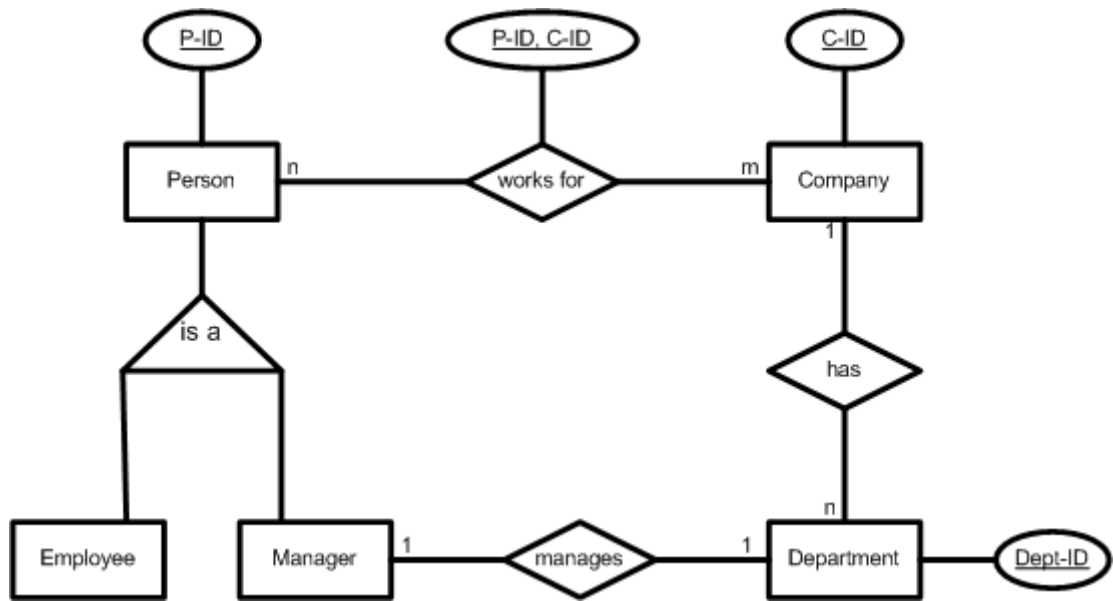 P-ID
P-ID, C-ID
C-ID
Person
n
works for
m
Company
1
is a
has
n
Employee
Manager
1
manages
1
Department
Dept-ID